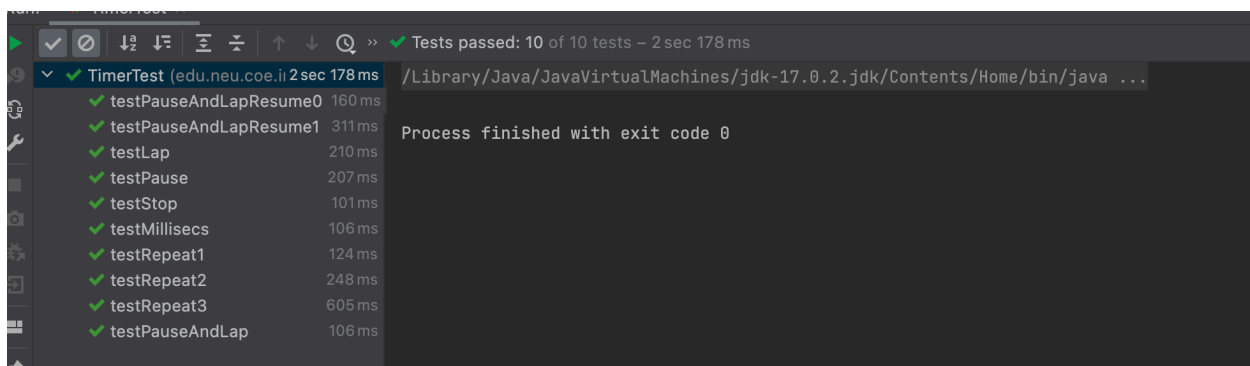 TimerTest
» Tests passed: 10 of 10 tests – 2 sec 178 ms
TimerTest (edu.neu.coe.i 2 sec 178 ms
/Library/Java/JavaVirtualMachines/jdk-17.0.2.jdk/Contents/Home/bin/java ...
testPauseAndLapResume0 160 ms
testPauseAndLapResume1 311 ms
Process finished with exit code 0
testLap 210 ms
testPause 207 ms
testStop 101 ms
testMillisecs 106 ms
testRepeat1 124 ms
testRepeat2 248 ms
testRepeat3 605 ms
testPauseAndLap 106 ms